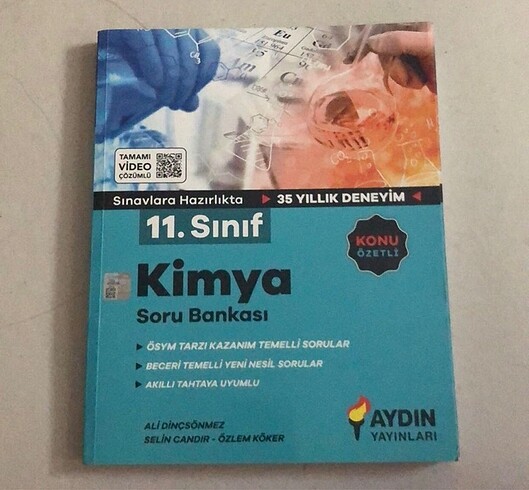 Eu
Cm
TAMAMI
VİDEO
ÇÖZÜMLÜ
Sınavlara Hazırlıkta
35 YILLIK DENEYİM
11. Sınıf
KONU
ÖZETLİ
Kimya
Soru Bankası
ÖSYM TARZI KAZANIM TEMELLİ SORULAR
BECERİ TEMELLİ YENİ NESİL SORULAR
AKILLI TAHTAYA UYUMLU
ALİ DİNÇSÖNMEZ
SELİN CANDIR - ÖZLEM KÖKER
AYDIN
YAYINLARI